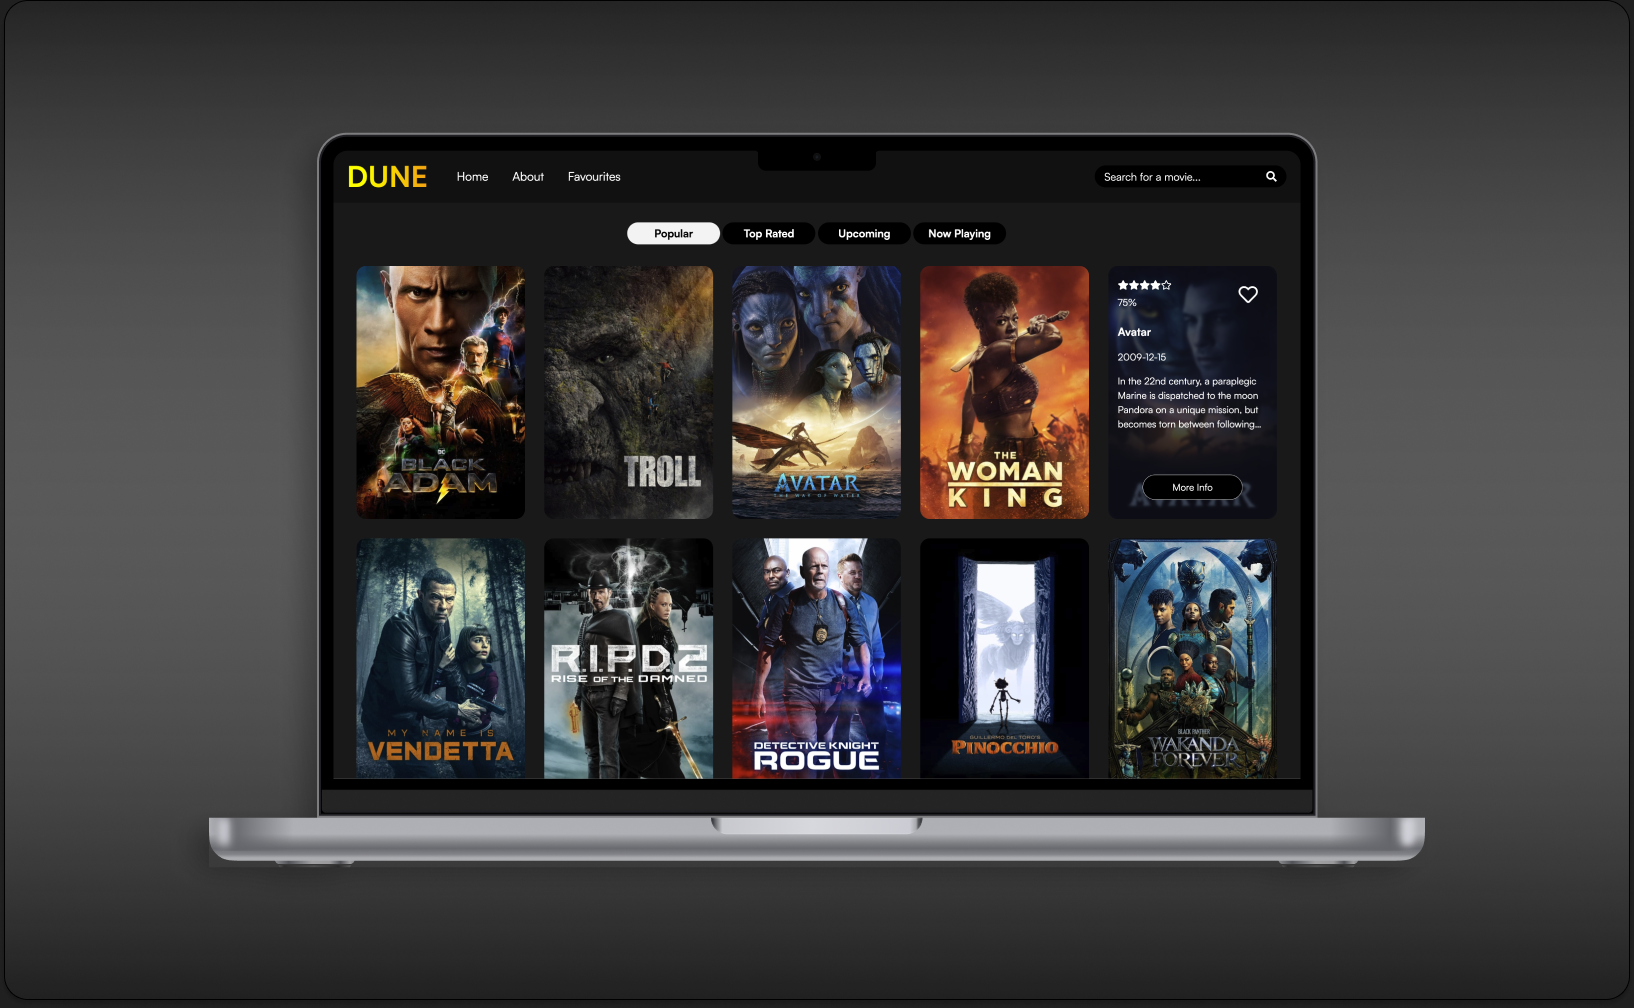 DUNE
Home
About
Favourites
Search for a movie...
Popular
Top Rated
Upcoming
Now Playing
DC
BLACK
ADAM
TROLL
AVATAR
THE WAY OF WATER
THE
WOMAN
KING
75%
Avatar
2009-12-15
In the 22nd century, a paraplegic
Marine is dispatched to the moon
Pandora on a unique mission, but
becomes torn between following...
More Info
AVATAR
MY NAME IS
VENDETTA
R.I.P.D.2
RISE OF THE DAMNED
DETECTIVE KNIGHT
ROGUE
GUILLERMO DEL TORO'S
PINOCCHIO
BLACK PANTHER
WAKANDA
FOREVER